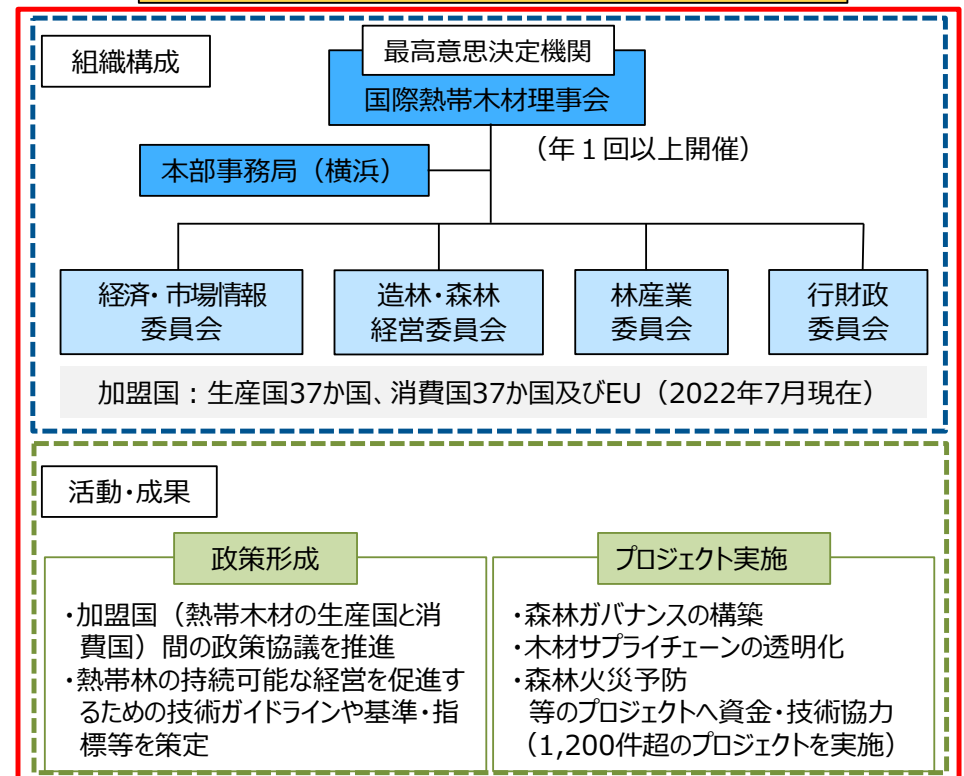 組織構成
最高意思決定機関
国際熱帯木材理事会
（年１回以上開催）
本部事務局（横浜）
経済・市場情報
委員会
造林・森林
経営委員会
林産業
委員会
行財政
委員会
加盟国：生産国37か国、消費国37か国及びEU（2022年7月現在）
活動・成果
政策形成
・加盟国（熱帯木材の生産国と消
費国）間の政策協議を推進
・熱帯林の持続可能な経営を促進す
るための技術ガイドラインや基準・指
標等を策定
プロジェクト実施
・森林ガバナンスの構築
・木材サプライチェーンの透明化
・森林火災予防
等のプロジェクトへ資金・技術協力
（1,200件超のプロジェクトを実施）